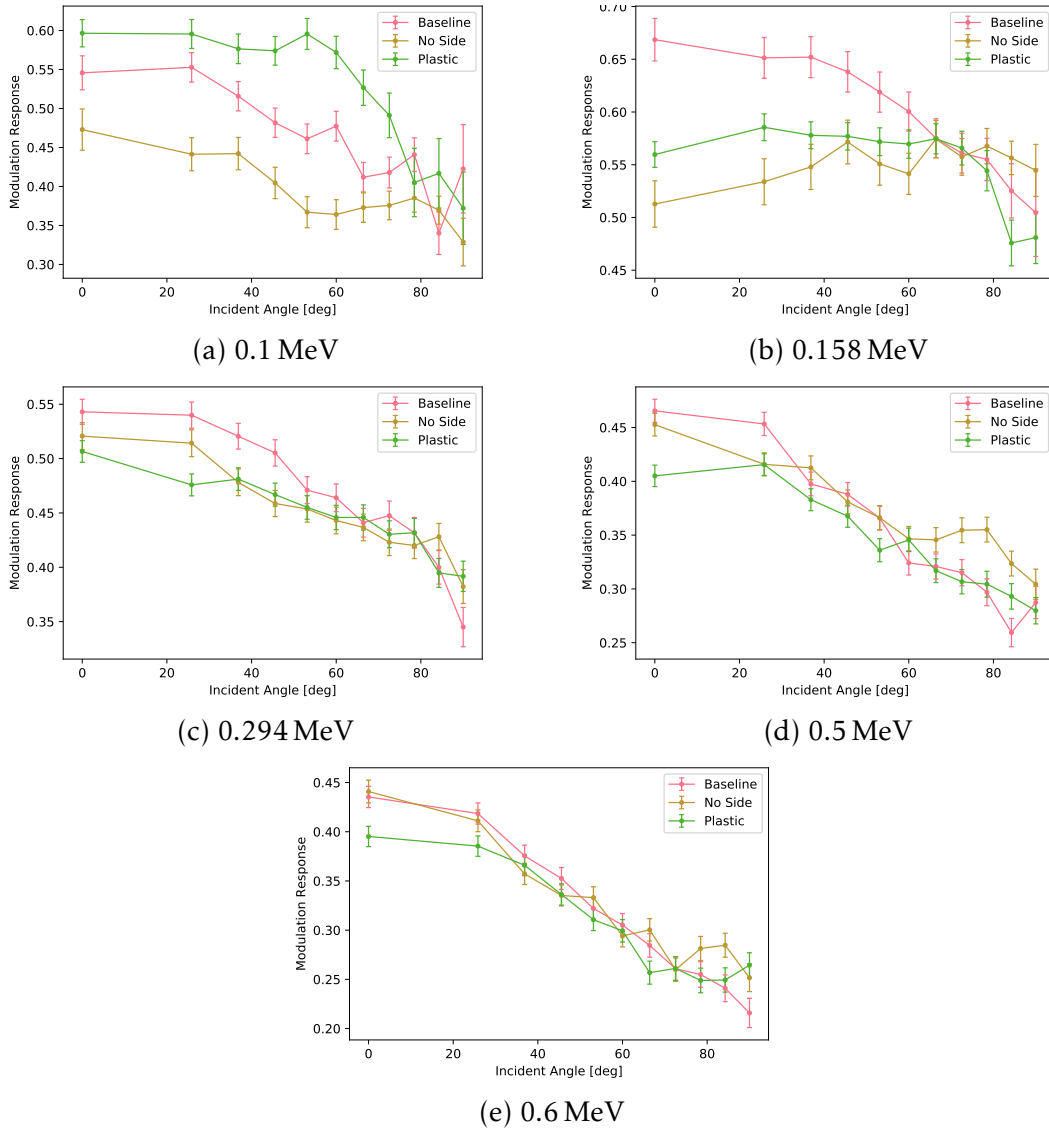 0.60
0.55
0.50
0.45
0.40
0.35
0.30
Modulation Response
0 20 40 60 80
Incident Angle [deg]
Baseline
No Side
Plastic
(a) 0.1 MeV
0.70
0.65
0.60
0.55
0.50
0.45
Modulation Response
0 20 40 60 80
Incident Angle [deg]
Baseline
No Side
Plastic
(b) 0.158 MeV
0.55
0.50
0.45
0.40
0.35
Modulation Response
0 20 40 60 80
Incident Angle [deg]
Baseline
No Side
Plastic
(c) 0.294 MeV
0.45
0.40
0.35
0.30
0.25
Modulation Response
0 20 40 60 80
Incident Angle [deg]
Baseline
No Side
Plastic
(d) 0.5 MeV
0.45
0.40
0.35
0.30
0.25
0.20
Modulation Response
0 20 40 60 80
Incident Angle [deg]
Baseline
No Side
Plastic
(e) 0.6 MeV